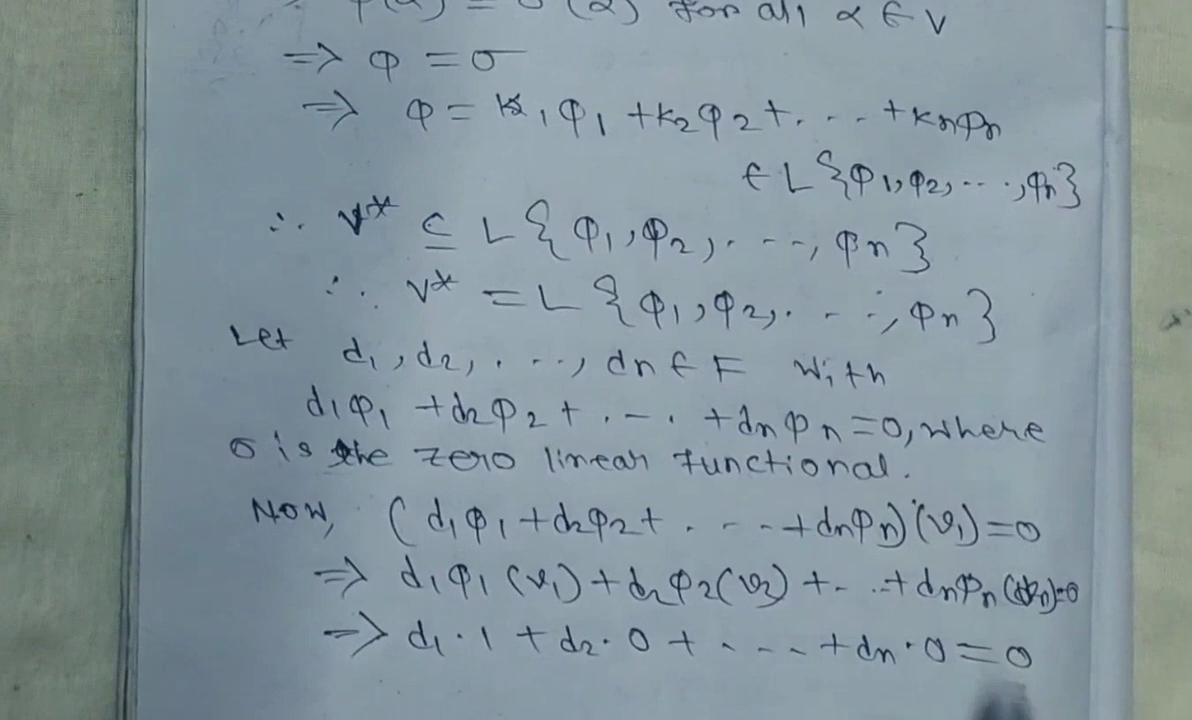 φ(α) = σ(α) for all α ∈ V
⇒ φ = σ
⇒ φ = k₁φ₁ + k₂φ₂ + . - .. + kₙφₙ
∈ L{φ₁, φ₂, ---, φₙ}
∴ V* ⊆ L{φ₁, φ₂, . - --, φₙ}
∴ V* = L{φ₁, φ₂, . - --, φₙ}
Let d₁, d₂, . --, dₙ ∈ F with
d₁φ₁ + d₂φ₂ + . - . + dₙφₙ = 0, where
0 is the zero linear functional.
Now, (d₁φ₁ + d₂φ₂ + . - -- + dₙφₙ)(v₁) = 0
⇒ d₁φ₁(v₁) + d₂φ₂(v₂) + - .. + dₙφₙ(vₙ) = 0
⇒ d₁·1 + d₂·0 + - - -- + dₙ·0 = 0